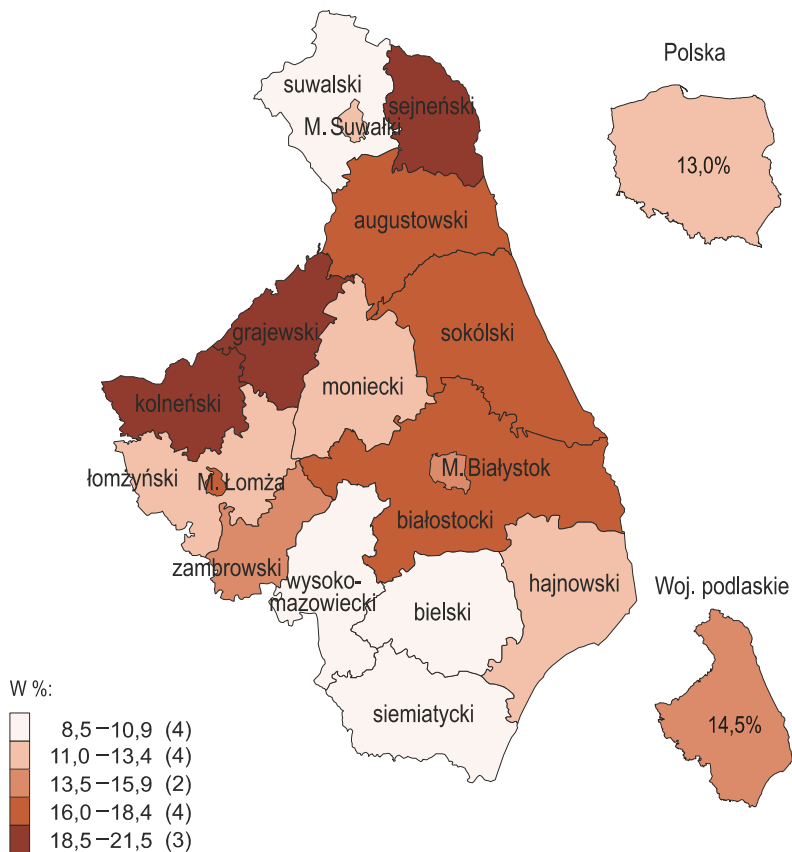 Polska
13,0%
suwalski
M. Suwałki
sejneński
augustowski
sokólski
grajewski
moniecki
kolneński
łomżyński
M. Łomża
M. Białystok
białostocki
zambrowski
wysoko-
mazowiecki
hajnowski
bielski
siemiatycki
Woj. podlaskie
14,5%
W %:
8,5–10,9 (4)
11,0–13,4 (4)
13,5–15,9 (2)
16,0–18,4 (4)
18,5–21,5 (3)